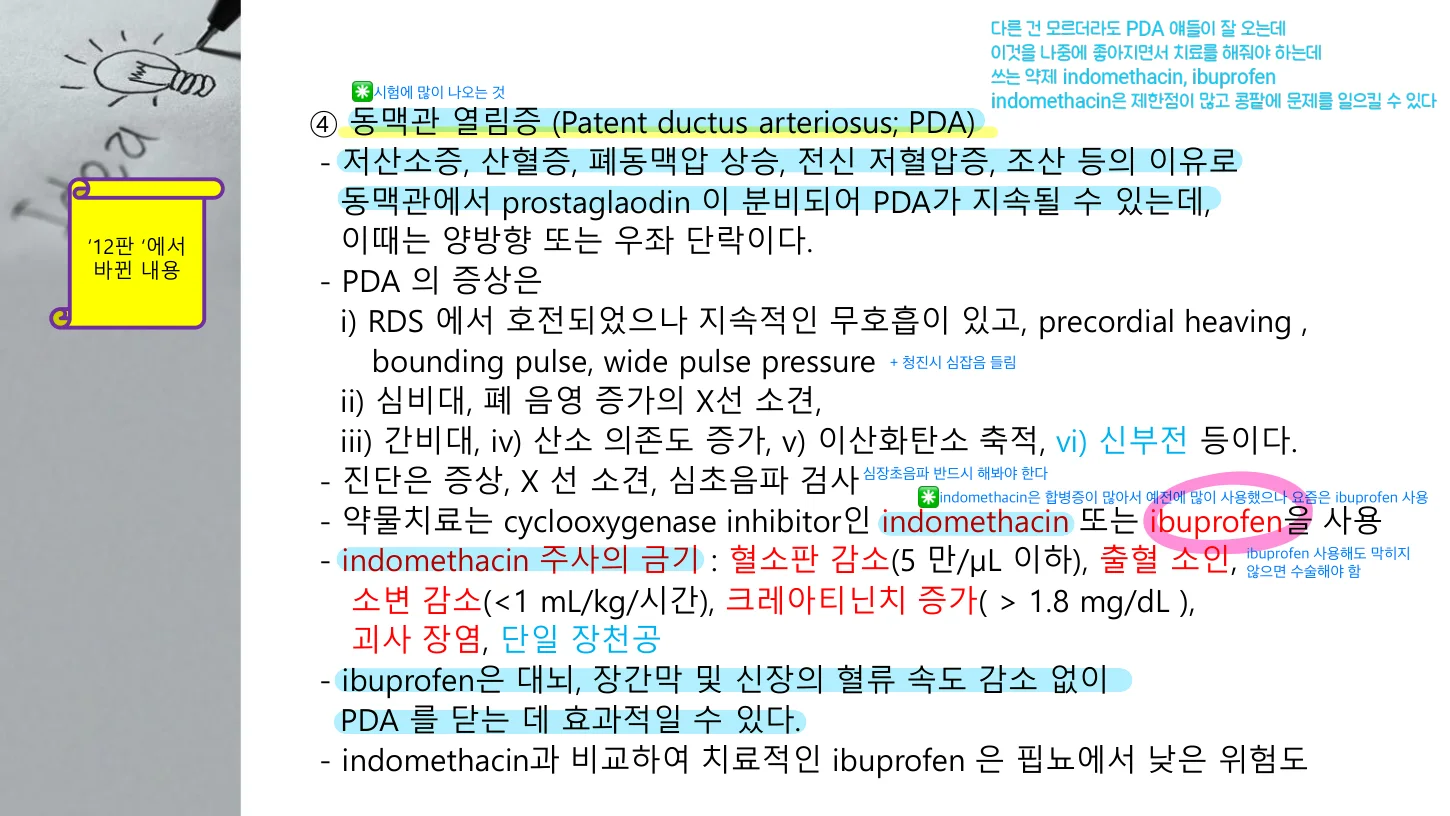 다른 건 모르더라도 PDA 얘들이 잘 오는데
이것을 나중에 좋아지면서 치료를 해줘야 하는데
쓰는 약제 indomethacin, ibuprofen
indomethacin은 제한점이 많고 콩팥에 문제를 일으킬 수 있다
시험에 많이 나오는 것
④ 동맥관 열림증 (Patent ductus arteriosus; PDA)
- 저산소증, 산혈증, 폐동맥압 상승, 전신 저혈압증, 조산 등의 이유로
동맥관에서 prostaglaodin 이 분비되어 PDA가 지속될 수 있는데,
이때는 양방향 또는 우좌 단락이다.
‘12판 ‘에서
바뀐 내용
- PDA 의 증상은
i) RDS 에서 호전되었으나 지속적인 무호흡이 있고, precordial heaving ,
bounding pulse, wide pulse pressure + 청진시 심잡음 들림
ii) 심비대, 폐 음영 증가의 X선 소견,
iii) 간비대, iv) 산소 의존도 증가, v) 이산화탄소 축적, vi) 신부전 등이다.
- 진단은 증상, X 선 소견, 심초음파 검사 심장초음파 반드시 해봐야 한다
indomethacin은 합병증이 많아서 예전에 많이 사용했으나 요즘은 ibuprofen 사용
- 약물치료는 cyclooxygenase inhibitor인 indomethacin 또는 ibuprofen을 사용
- indomethacin 주사의 금기 : 혈소판 감소(5 만/μL 이하), 출혈 소인,
ibuprofen 사용해도 막히지
않으면 수술해야 함
소변 감소(<1 mL/kg/시간), 크레아티닌치 증가( > 1.8 mg/dL ),
괴사 장염, 단일 장천공
- ibuprofen은 대뇌, 장간막 및 신장의 혈류 속도 감소 없이
PDA 를 닫는 데 효과적일 수 있다.
- indomethacin과 비교하여 치료적인 ibuprofen 은 핍뇨에서 낮은 위험도